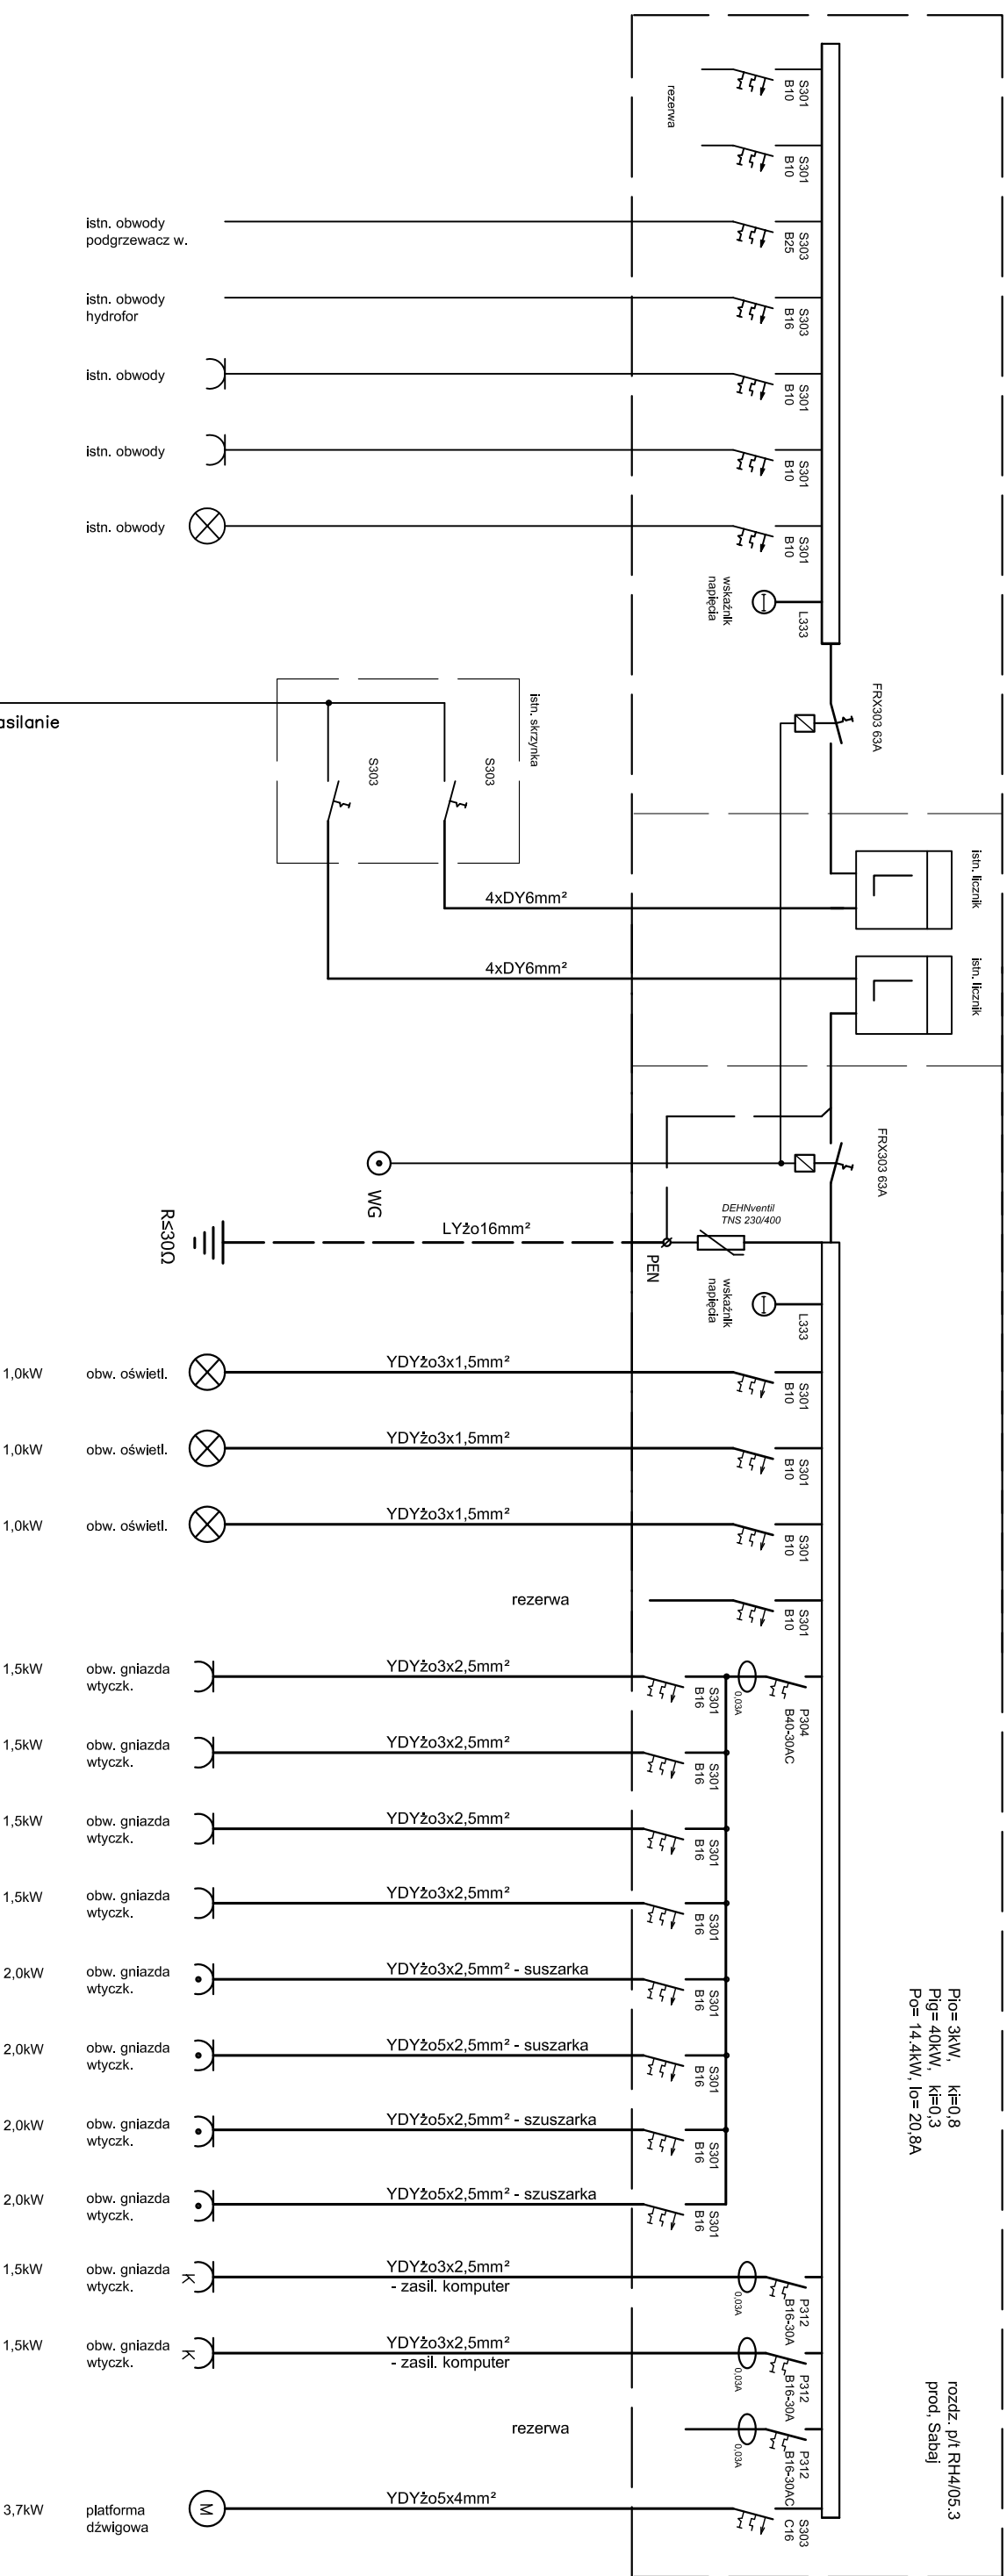 S301
B10
rezerwa
S301
B10
istn. obwody
podgrzewacz w.
S303
B25
istn. obwody
hydrofor
S303
B16
istn. obwody
S301
B10
istn. obwody
S301
B10
istn. obwody
S301
B10
wskaźnik
napięcia
L333
FRX303 63A
asilanie
istn. skrzynka
S303
S303
istn. licznik
4xDY6mm²
istn. licznik
4xDY6mm²
FRX303 63A
WG
R≤30Ω
LYżo16mm²
PEN
DEHNventil
TNS 230/400
wskaźnik
napięcia
L333
1,0kW
obw. oświetl.
YDYżo3x1,5mm²
S301
B10
1,0kW
obw. oświetl.
YDYżo3x1,5mm²
S301
B10
1,0kW
obw. oświetl.
YDYżo3x1,5mm²
S301
B10
rezerwa
S301
B10
1,5kW
obw. gniazda
wtyczk.
YDYżo3x2,5mm²
S301
B16
0,03A
P304
B40-30AC
1,5kW
obw. gniazda
wtyczk.
YDYżo3x2,5mm²
S301
B16
1,5kW
obw. gniazda
wtyczk.
YDYżo3x2,5mm²
S301
B16
1,5kW
obw. gniazda
wtyczk.
YDYżo3x2,5mm²
S301
B16
2,0kW
obw. gniazda
wtyczk.
YDYżo3x2,5mm² - suszarka
S301
B16
2,0kW
obw. gniazda
wtyczk.
YDYżo5x2,5mm² - suszarka
S301
B16
2,0kW
obw. gniazda
wtyczk.
YDYżo5x2,5mm² - szuszarka
S301
B16
2,0kW
obw. gniazda
wtyczk.
YDYżo5x2,5mm² - szuszarka
S301
B16
Pio= 3kW, ki=0,8
Pig= 40kW, ki=0,3
Po= 14.4kW, Io= 20,8A
1,5kW
obw. gniazda
wtyczk.
K
YDYżo3x2,5mm²
- zasil. komputer
0,03A
P312
B16-30A
1,5kW
obw. gniazda
wtyczk.
K
YDYżo3x2,5mm²
- zasil. komputer
0,03A
P312
B16-30A
rezerwa
0,03A
P312
B16-30AC
rozdz. p/t RH4/05.3
prod, Sabaj
3,7kW
platforma
dźwigowa
M
YDYżo5x4mm²
S303
C16